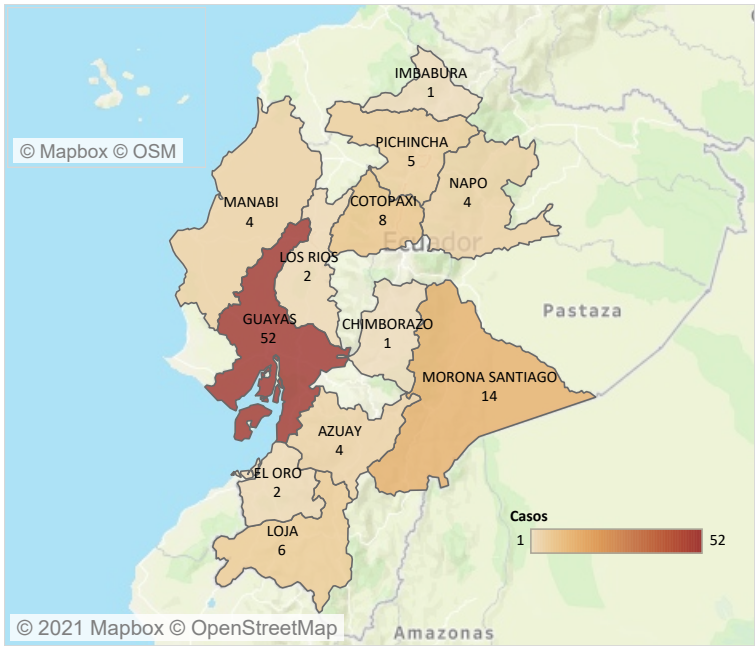 IMBABURA
1
© Mapbox © OSM
PICHINCHA
5
NAPO
4
MANABI
4
COTOPAXI
8
Ecuador
LOS RIOS
2
GUAYAS
52
CHIMBORAZO
1
Pastaza
MORONA SANTIAGO
14
AZUAY
4
EL ORO
2
LOJA
6
Casos
1
52
© 2021 Mapbox © OpenStreetMap
Amazonas